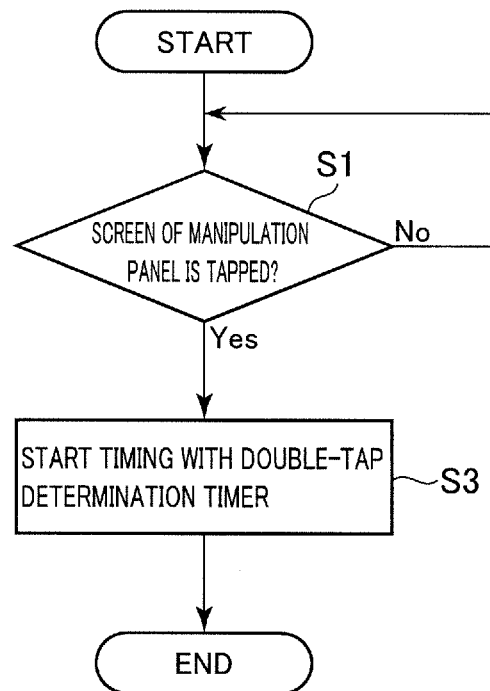 START
S1
SCREEN OF MANIPULATION
PANEL IS TAPPED?
No
Yes
START TIMING WITH DOUBLE-TAP
DETERMINATION TIMER
S3
END